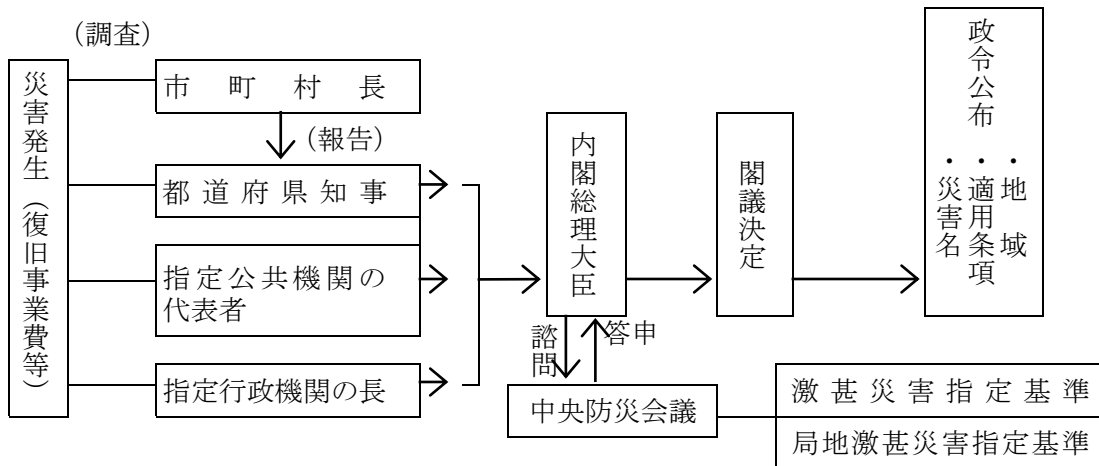 (調査)
災害発生(復旧事業費等)
市町村長
(報告)
都道府県知事
指定公共機関の
代表者
指定行政機関の長
内閣総理大臣
諮問
答申
中央防災会議
閣議決定
政令公布
・地域
・適用条項
・災害名
激甚災害指定基準
局地激甚災害指定基準